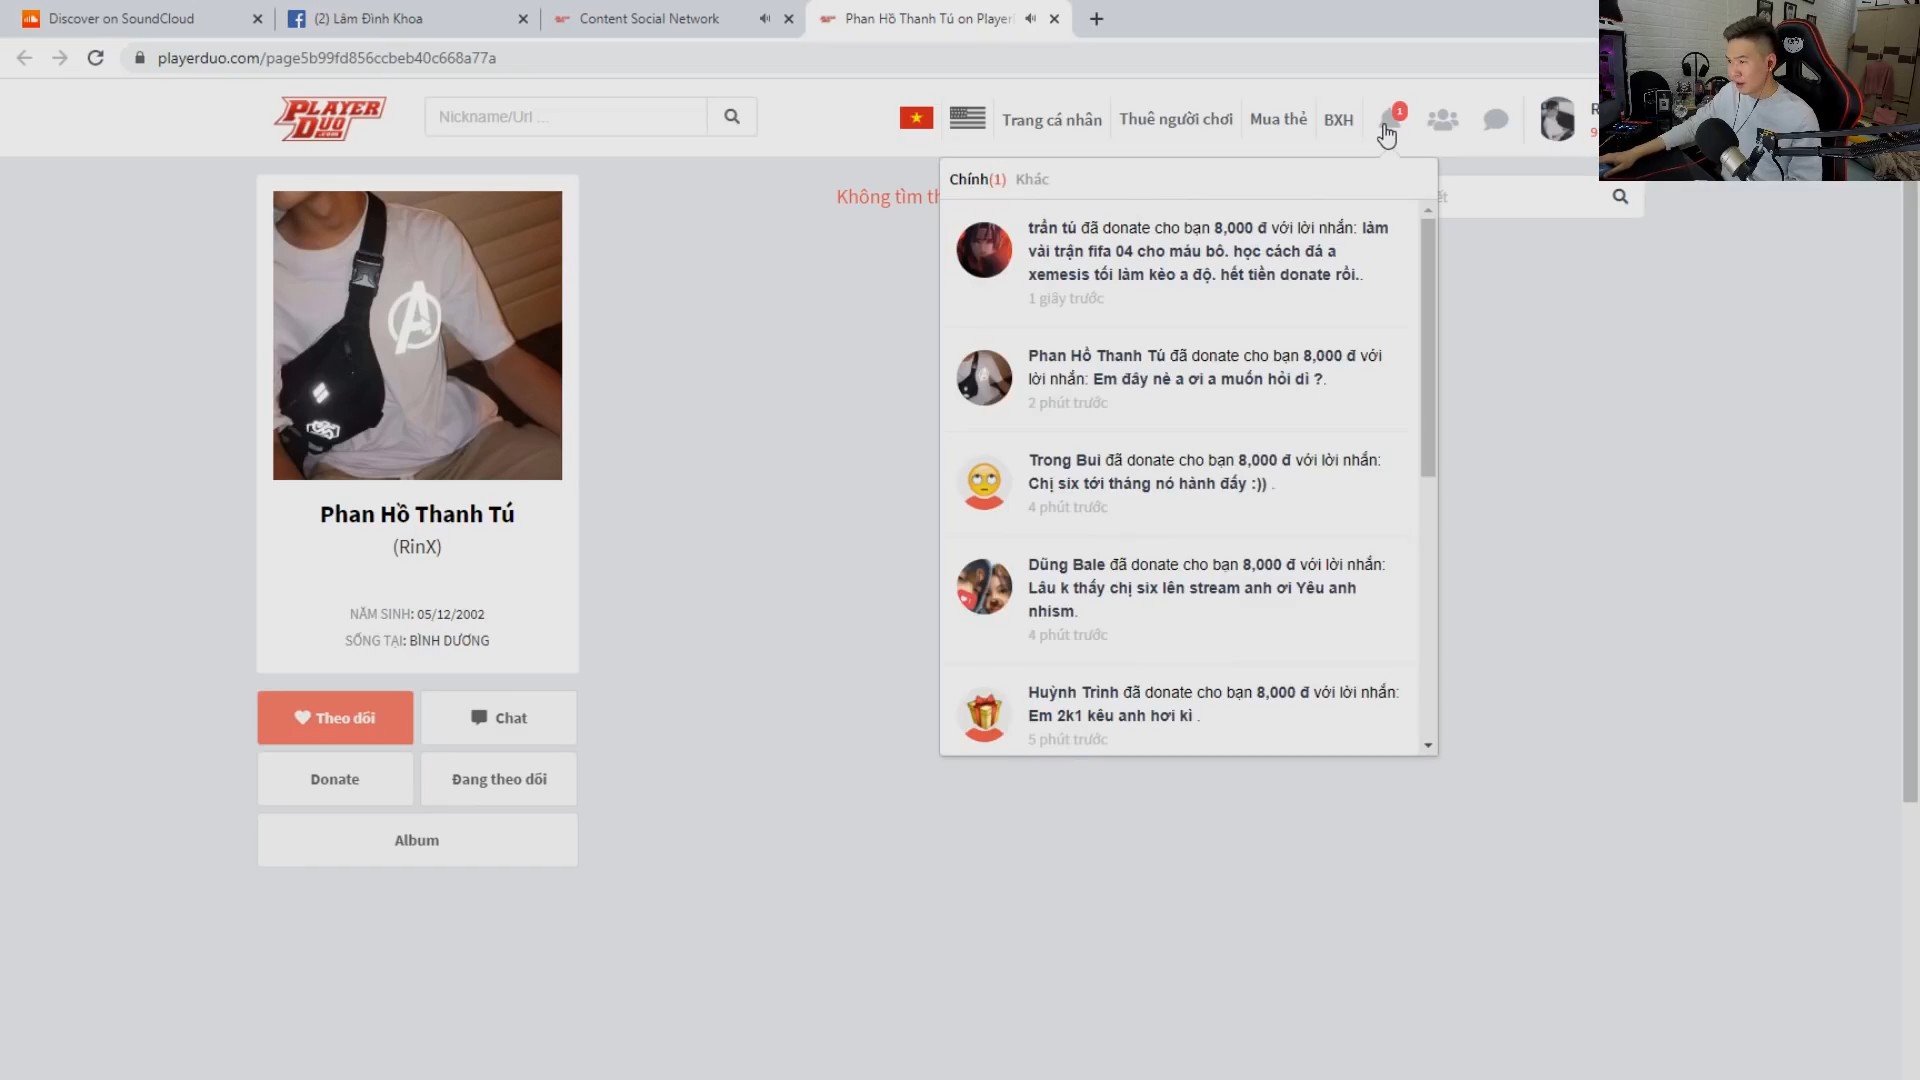 Discover on SoundCloud
(2) Lâm Đình Khoa
Content Social Network
Phan Hồ Thanh Tú on Player
playerduo.com/page5b99fd856ccbeb40c668a77a
PLAYER DUO .COM
Nickname/Url ...
Trang cá nhân
Thuê người chơi
Mua thẻ
BXH
1
R
9
Chính(1) Khác
Không tìm th
ết
trần tú đã donate cho bạn 8,000 đ với lời nhắn: làm
vài trận fifa 04 cho máu bô. học cách đá a
xemesis tối làm kèo a độ. hết tiền donate rồi..
1 giây trước
Phan Hồ Thanh Tú đã donate cho bạn 8,000 đ với
lời nhắn: Em đây nè a ơi a muốn hỏi dì ?.
2 phút trước
Trong Bui đã donate cho bạn 8,000 đ với lời nhắn:
Chị six tới tháng nó hành đấy :)) .
4 phút trước
Dũng Bale đã donate cho bạn 8,000 đ với lời nhắn:
Lâu k thấy chị six lên stream anh ơi Yêu anh
nhism.
4 phút trước
Huỳnh Trình đã donate cho bạn 8,000 đ với lời nhắn:
Em 2k1 kêu anh hơi kì .
5 phút trước
Phan Hồ Thanh Tú
(RinX)
NĂM SINH: 05/12/2002
SỐNG TẠI: BÌNH DƯƠNG
Theo dõi
Chat
Donate
Đang theo dõi
Album